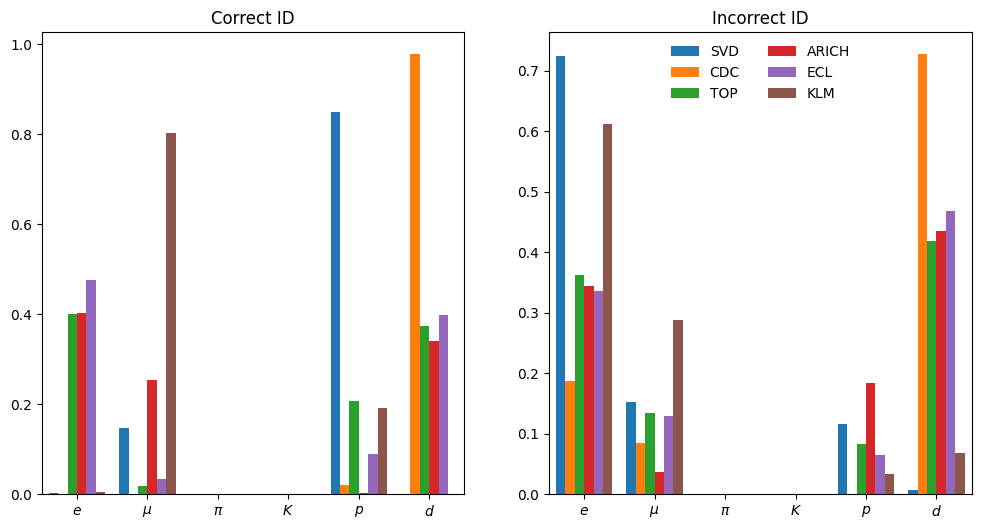 Correct ID
1.0
0.8
0.6
0.4
0.2
0.0
e μ π K p d
Incorrect ID
SVD ARICH
CDC ECL
TOP KLM
0.7
0.6
0.5
0.4
0.3
0.2
0.1
0.0
e μ π K p d